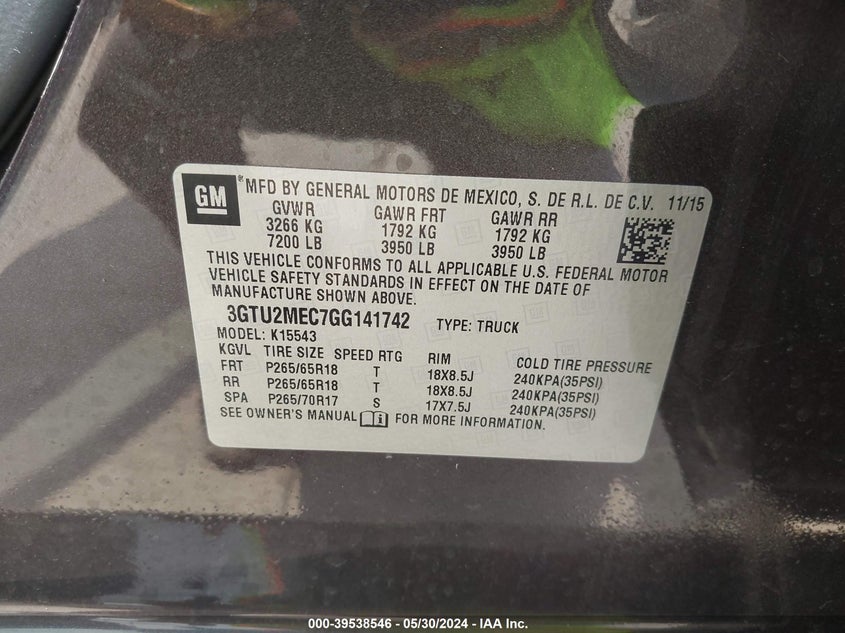 GM ® MFD BY GENERAL MOTORS DE MEXICO, S. DE R.L. DE C.V. 11/15
GVWR GAWR FRT GAWR RR
3266 KG 1792 KG 1792 KG
7200 LB 3950 LB 3950 LB
THIS VEHICLE CONFORMS TO ALL APPLICABLE U.S. FEDERAL MOTOR
VEHICLE SAFETY STANDARDS IN EFFECT ON THE DATE OF
MANUFACTURE SHOWN ABOVE.
3GTU2MEC7GG141742 TYPE: TRUCK
MODEL: K15543
KGVL TIRE SIZE SPEED RTG RIM COLD TIRE PRESSURE
FRT P265/65R18 T 18X8.5J 240KPA(35PSI)
RR P265/65R18 T 18X8.5J 240KPA(35PSI)
SPA P265/70R17 S 17X7.5J 240KPA(35PSI)
SEE OWNER'S MANUAL i FOR MORE INFORMATION.
000-39538546 - 05/30/2024 - IAA Inc.